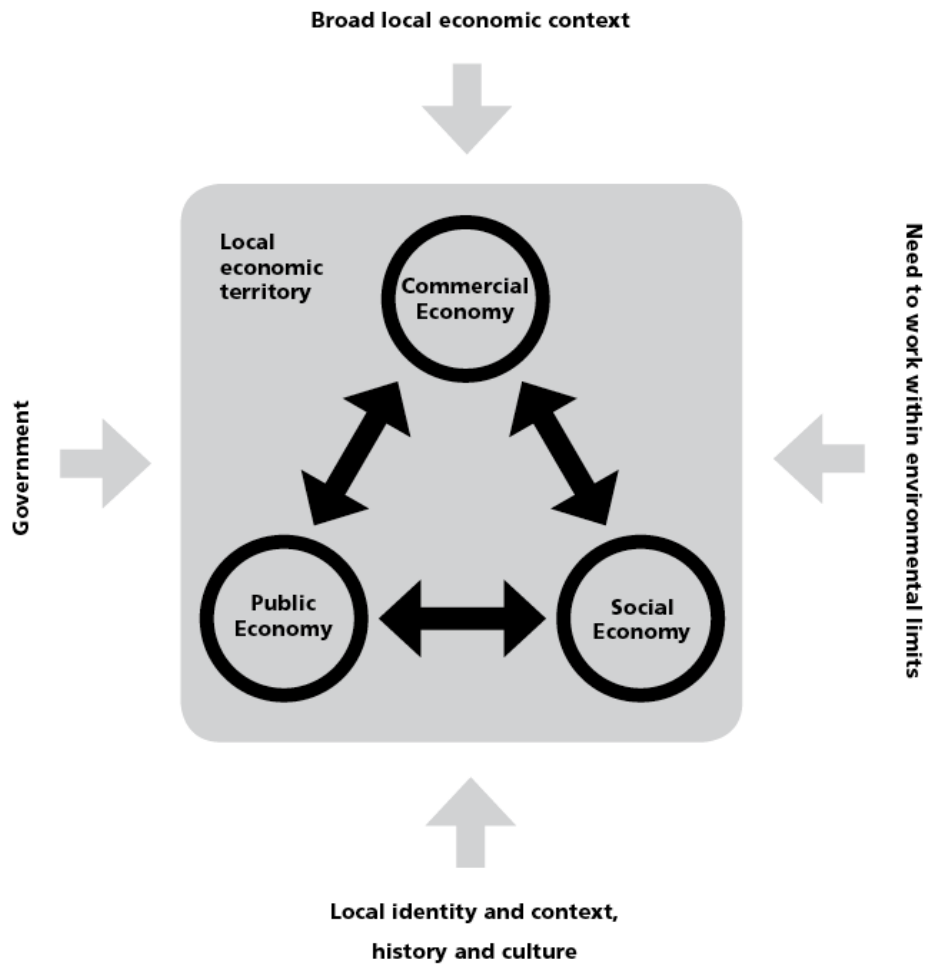 Broad local economic context
Local
economic
territory
Commercial
Economy
Government
Need to work within environmental limits
Public
Economy
Social
Economy
Local identity and context,
history and culture